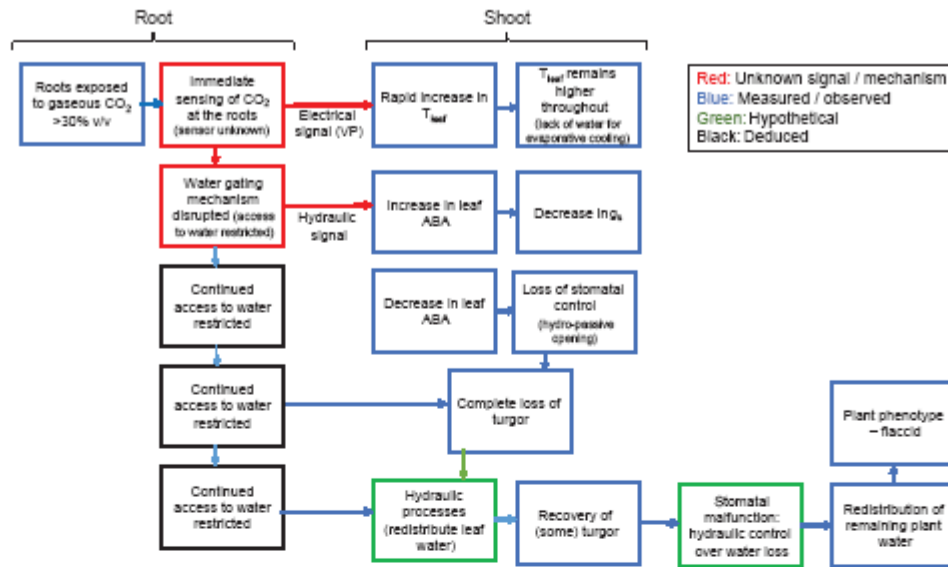 Root
Shoot
Roots exposed
to gaseous CO₂
>30% v/v
Immediate
sensing of CO₂
at the roots
(sensor unknown)
Electrical
signal (VP)
Rapid increase in
Tleaf
Tleaf remains
higher
throughout
(lack of water for
evaporative cooling)
Red: Unknown signal / mechanism
Blue: Measured / observed
Green: Hypothetical
Black: Deduced
Water gating
mechanism
disrupted (access
to water restricted)
Hydraulic
signal
Increase in leaf
ABA
Decrease ings
Continued
access to water
restricted
Decrease in leaf
ABA
Loss of stomatal
control
(hydro-passive
opening)
Continued
access to water
restricted
Complete loss of
turgor
Plant phenotype
– flaccid
Continued
access to water
restricted
Hydraulic
processes
(redistribute leaf
water)
Recovery of
(some) turgor
Stomatal
malfunction:
hydraulic control
over water loss
Redistribution of
remaining plant
water